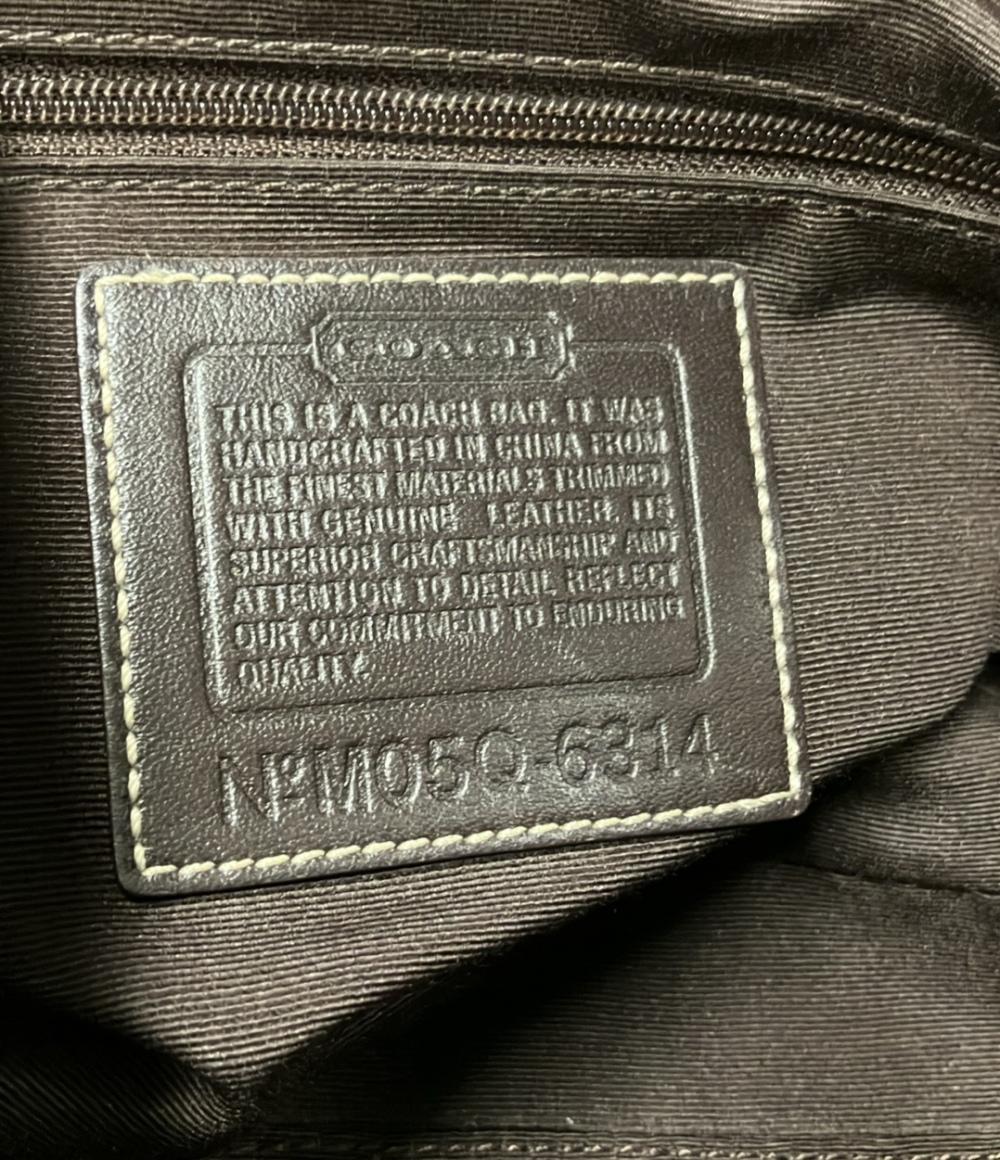 COACH
THIS IS A COACH BAG. IT WAS
HANDCRAFTED IN CHINA FROM
THE FINEST MATERIALS TRIMMED
WITH GENUINE LEATHER. ITS
SUPERIOR CRAFTSMANSHIP AND
ATTENTION TO DETAIL REFLECT
OUR COMMITMENT TO ENDURING
QUALITY.
Nº M05Q-6314